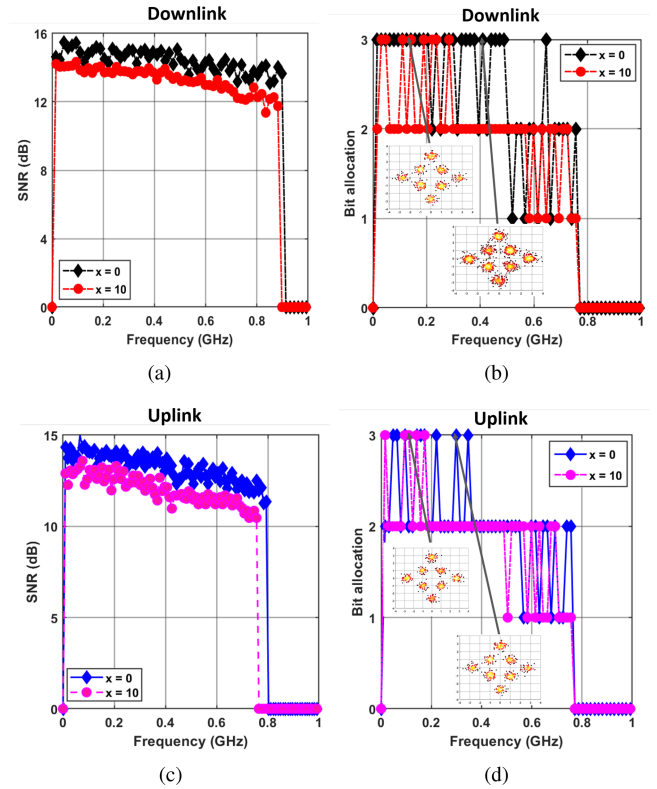 Downlink
SNR (dB)
16
12
8
4
0
x = 0
x = 10
0
0.2
0.4
0.6
0.8
1
Frequency (GHz)
(a)
Downlink
Bit allocation
3
2
1
0
x = 0
x = 10
0
0.2
0.4
0.6
0.8
1
Frequency (GHz)
(b)
Uplink
SNR (dB)
15
10
5
0
x = 0
x = 10
0
0.2
0.4
0.6
0.8
1
Frequency (GHz)
(c)
Uplink
Bit allocation
3
2
1
0
x = 0
x = 10
0
0.2
0.4
0.6
0.8
1
Frequency (GHz)
(d)